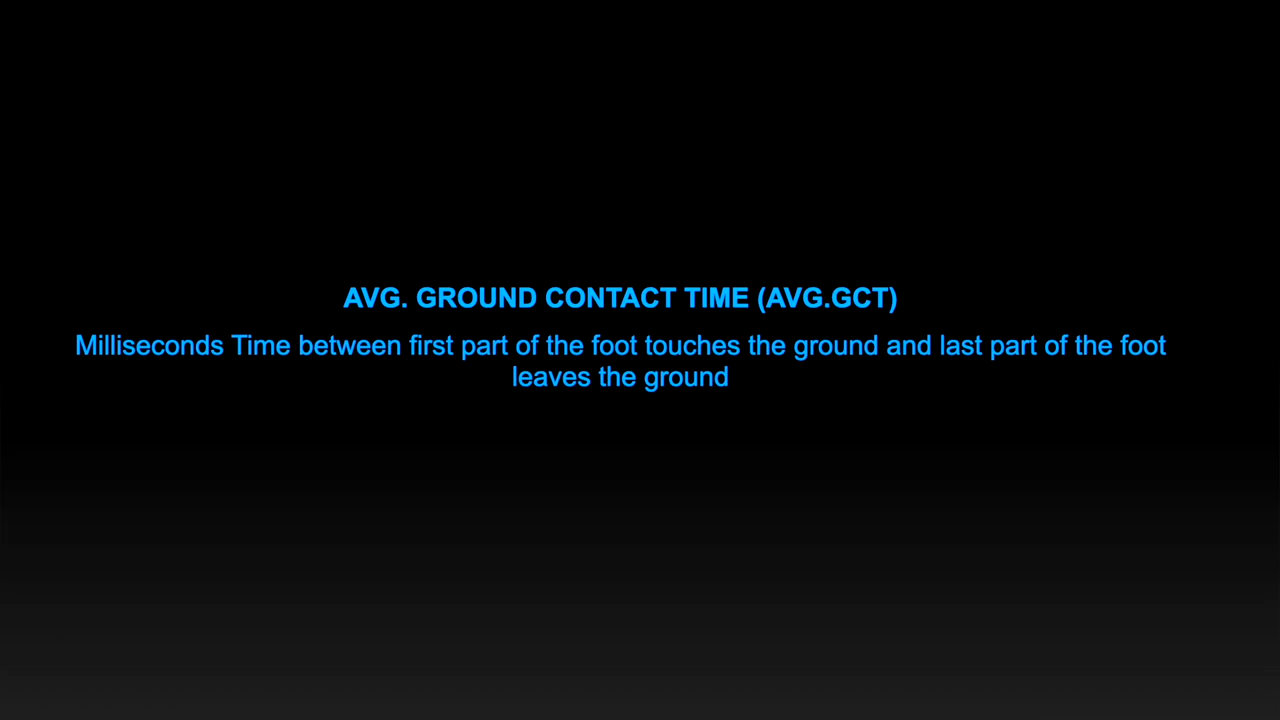 AVG. GROUND CONTACT TIME (AVG.GCT)
Milliseconds Time between first part of the foot touches the ground and last part of the foot
leaves the ground